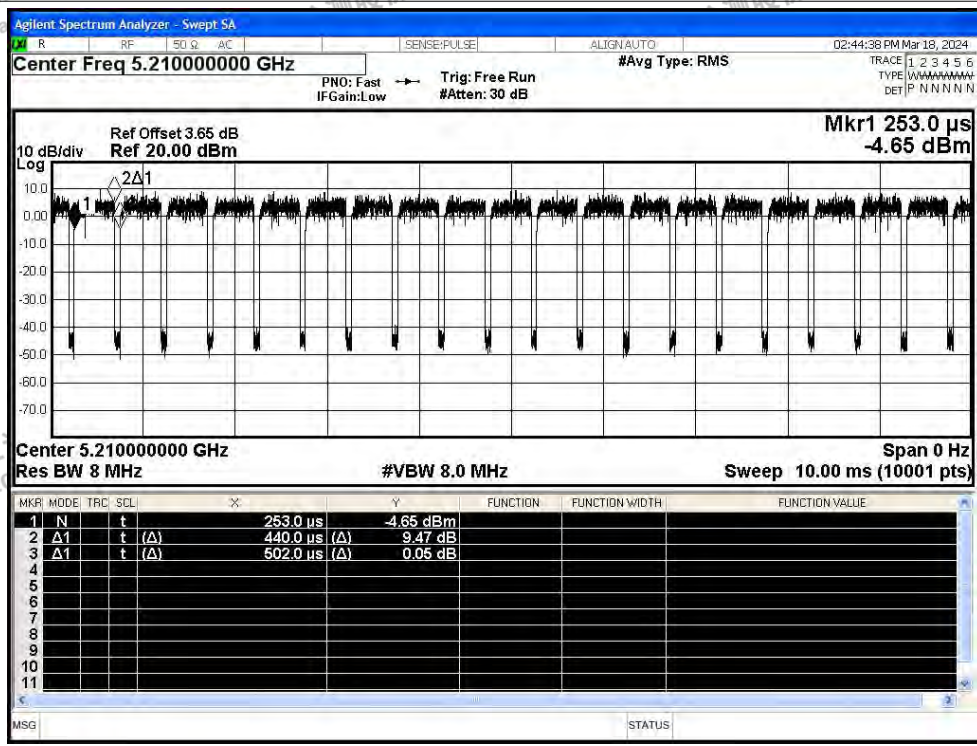 Agilent Spectrum Analyzer - Swept SA
R RF 50 Ω AC SENSE:PULSE ALIGN AUTO 02:44:38 PM Mar 18, 2024
Center Freq 5.210000000 GHz #Avg Type: RMS TRACE 1 2 3 4 5 6
PNO: Fast Trig: Free Run TYPE WWWWWW
IFGain:Low #Atten: 30 dB DET P N N N N N
Ref Offset 3.65 dB Mkr1 253.0 µs
10 dB/div Ref 20.00 dBm -4.65 dBm
Log
10.0
0.00
-10.0
-20.0
-30.0
-40.0
-50.0
-60.0
-70.0
2Δ1
1
Center 5.210000000 GHz Span 0 Hz
Res BW 8 MHz #VBW 8.0 MHz Sweep 10.00 ms (10001 pts)
MKR MODE TRC SCL X Y FUNCTION FUNCTION WIDTH FUNCTION VALUE
1 N t 253.0 µs -4.65 dBm
2 Δ1 t (Δ) 440.0 µs (Δ) 9.47 dB
3 Δ1 t (Δ) 502.0 µs (Δ) 0.05 dB
4
5
6
7
8
9
10
11
MSG STATUS